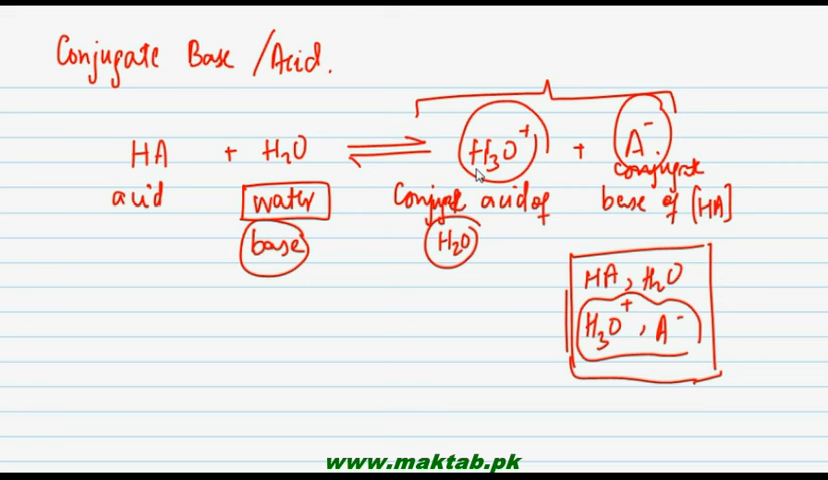 Conjugate Base / Acid.
HA + H₂O ⇌ H₃O⁺ + A⁻
acid water Conjugate acid of conjugate base of [HA]
base H₂O
HA, H₂O
H₃O⁺, A⁻
www.maktab.pk